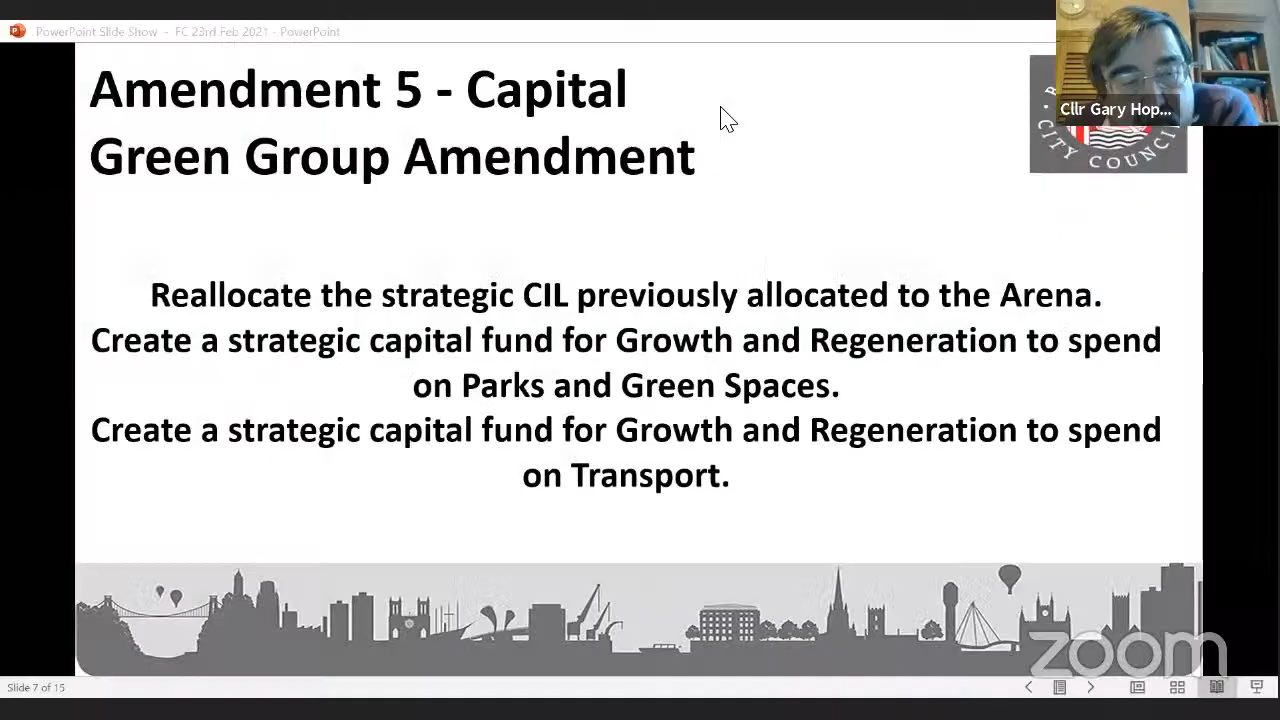 PowerPoint Slide Show - FC 23rd Feb 2021 - PowerPoint
Cllr Gary Hop...
Amendment 5 - Capital
Green Group Amendment
CITY COUNCI
Reallocate the strategic CIL previously allocated to the Arena.
Create a strategic capital fund for Growth and Regeneration to spend
on Parks and Green Spaces.
Create a strategic capital fund for Growth and Regeneration to spend
on Transport.
zoom
Slide 7 of 15